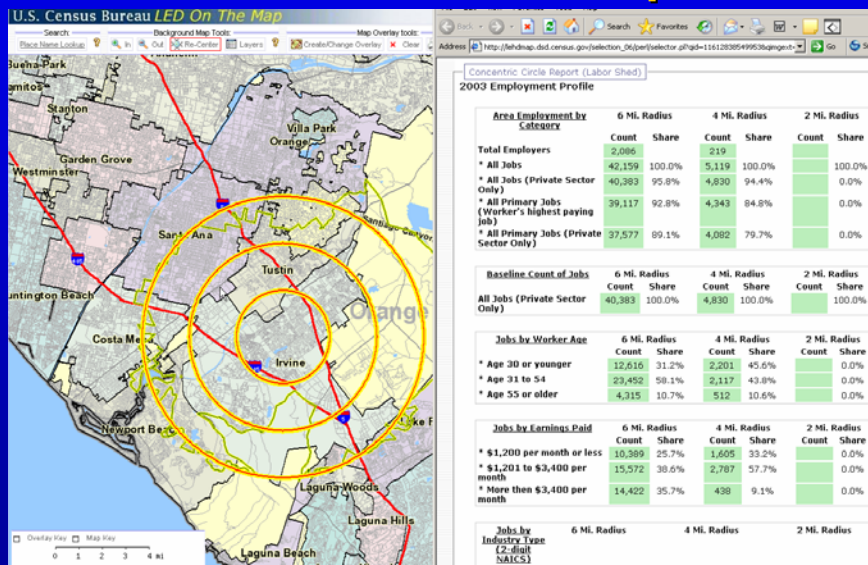 U.S. Census Bureau LED On The Map
Search: Background Map Tools: Map Overlay tools:
Place Name Lookup In Out Re-Center Layers Create/Change Overlay Clear
Buena-Park
Stanton
Villa Park
Orange
Garden Grove
Westminster
Santiago Canyon
Santa Ana
Tustin
Huntington Beach
Orange
Costa Mesa
Irvine
Newport Beach
Lake F
Laguna-Woods
Laguna Hills
Laguna Beach
Overlay Key Map Key
0 1 2 3 4 mi
Back Search Favorites
Address http://lehdmap.dsd.census.gov/selection_06/perl/selector.pl?qid=116128385499538qimgext= Go
Concentric Circle Report (Labor Shed)
2003 Employment Profile
Area Employment by Category 6 Mi. Radius 4 Mi. Radius 2 Mi. Radius
Count Share Count Share Count Share
Total Employers 2,086 219
* All Jobs 42,159 100.0% 5,119 100.0% 100.0%
* All Jobs (Private Sector Only) 40,383 95.8% 4,830 94.4% 0.0%
* All Primary Jobs (Worker's highest paying job) 39,117 92.8% 4,343 84.8% 0.0%
* All Primary Jobs (Private Sector Only) 37,577 89.1% 4,082 79.7% 0.0%
Baseline Count of Jobs 6 Mi. Radius 4 Mi. Radius 2 Mi. Radius
Count Share Count Share Count Share
All Jobs (Private Sector Only) 40,383 100.0% 4,830 100.0% 100.0%
Jobs by Worker Age 6 Mi. Radius 4 Mi. Radius 2 Mi. Radius
Count Share Count Share Count Share
* Age 30 or younger 12,616 31.2% 2,201 45.6% 0.0%
* Age 31 to 54 23,452 58.1% 2,117 43.8% 0.0%
* Age 55 or older 4,315 10.7% 512 10.6% 0.0%
Jobs by Earnings Paid 6 Mi. Radius 4 Mi. Radius 2 Mi. Radius
Count Share Count Share Count Share
* $1,200 per month or less 10,389 25.7% 1,605 33.2% 0.0%
* $1,201 to $3,400 per month 15,572 38.6% 2,787 57.7% 0.0%
* More then $3,400 per month 14,422 35.7% 438 9.1% 0.0%
Jobs by Industry Type (2-digit NAICS) 6 Mi. Radius 4 Mi. Radius 2 Mi. Radius